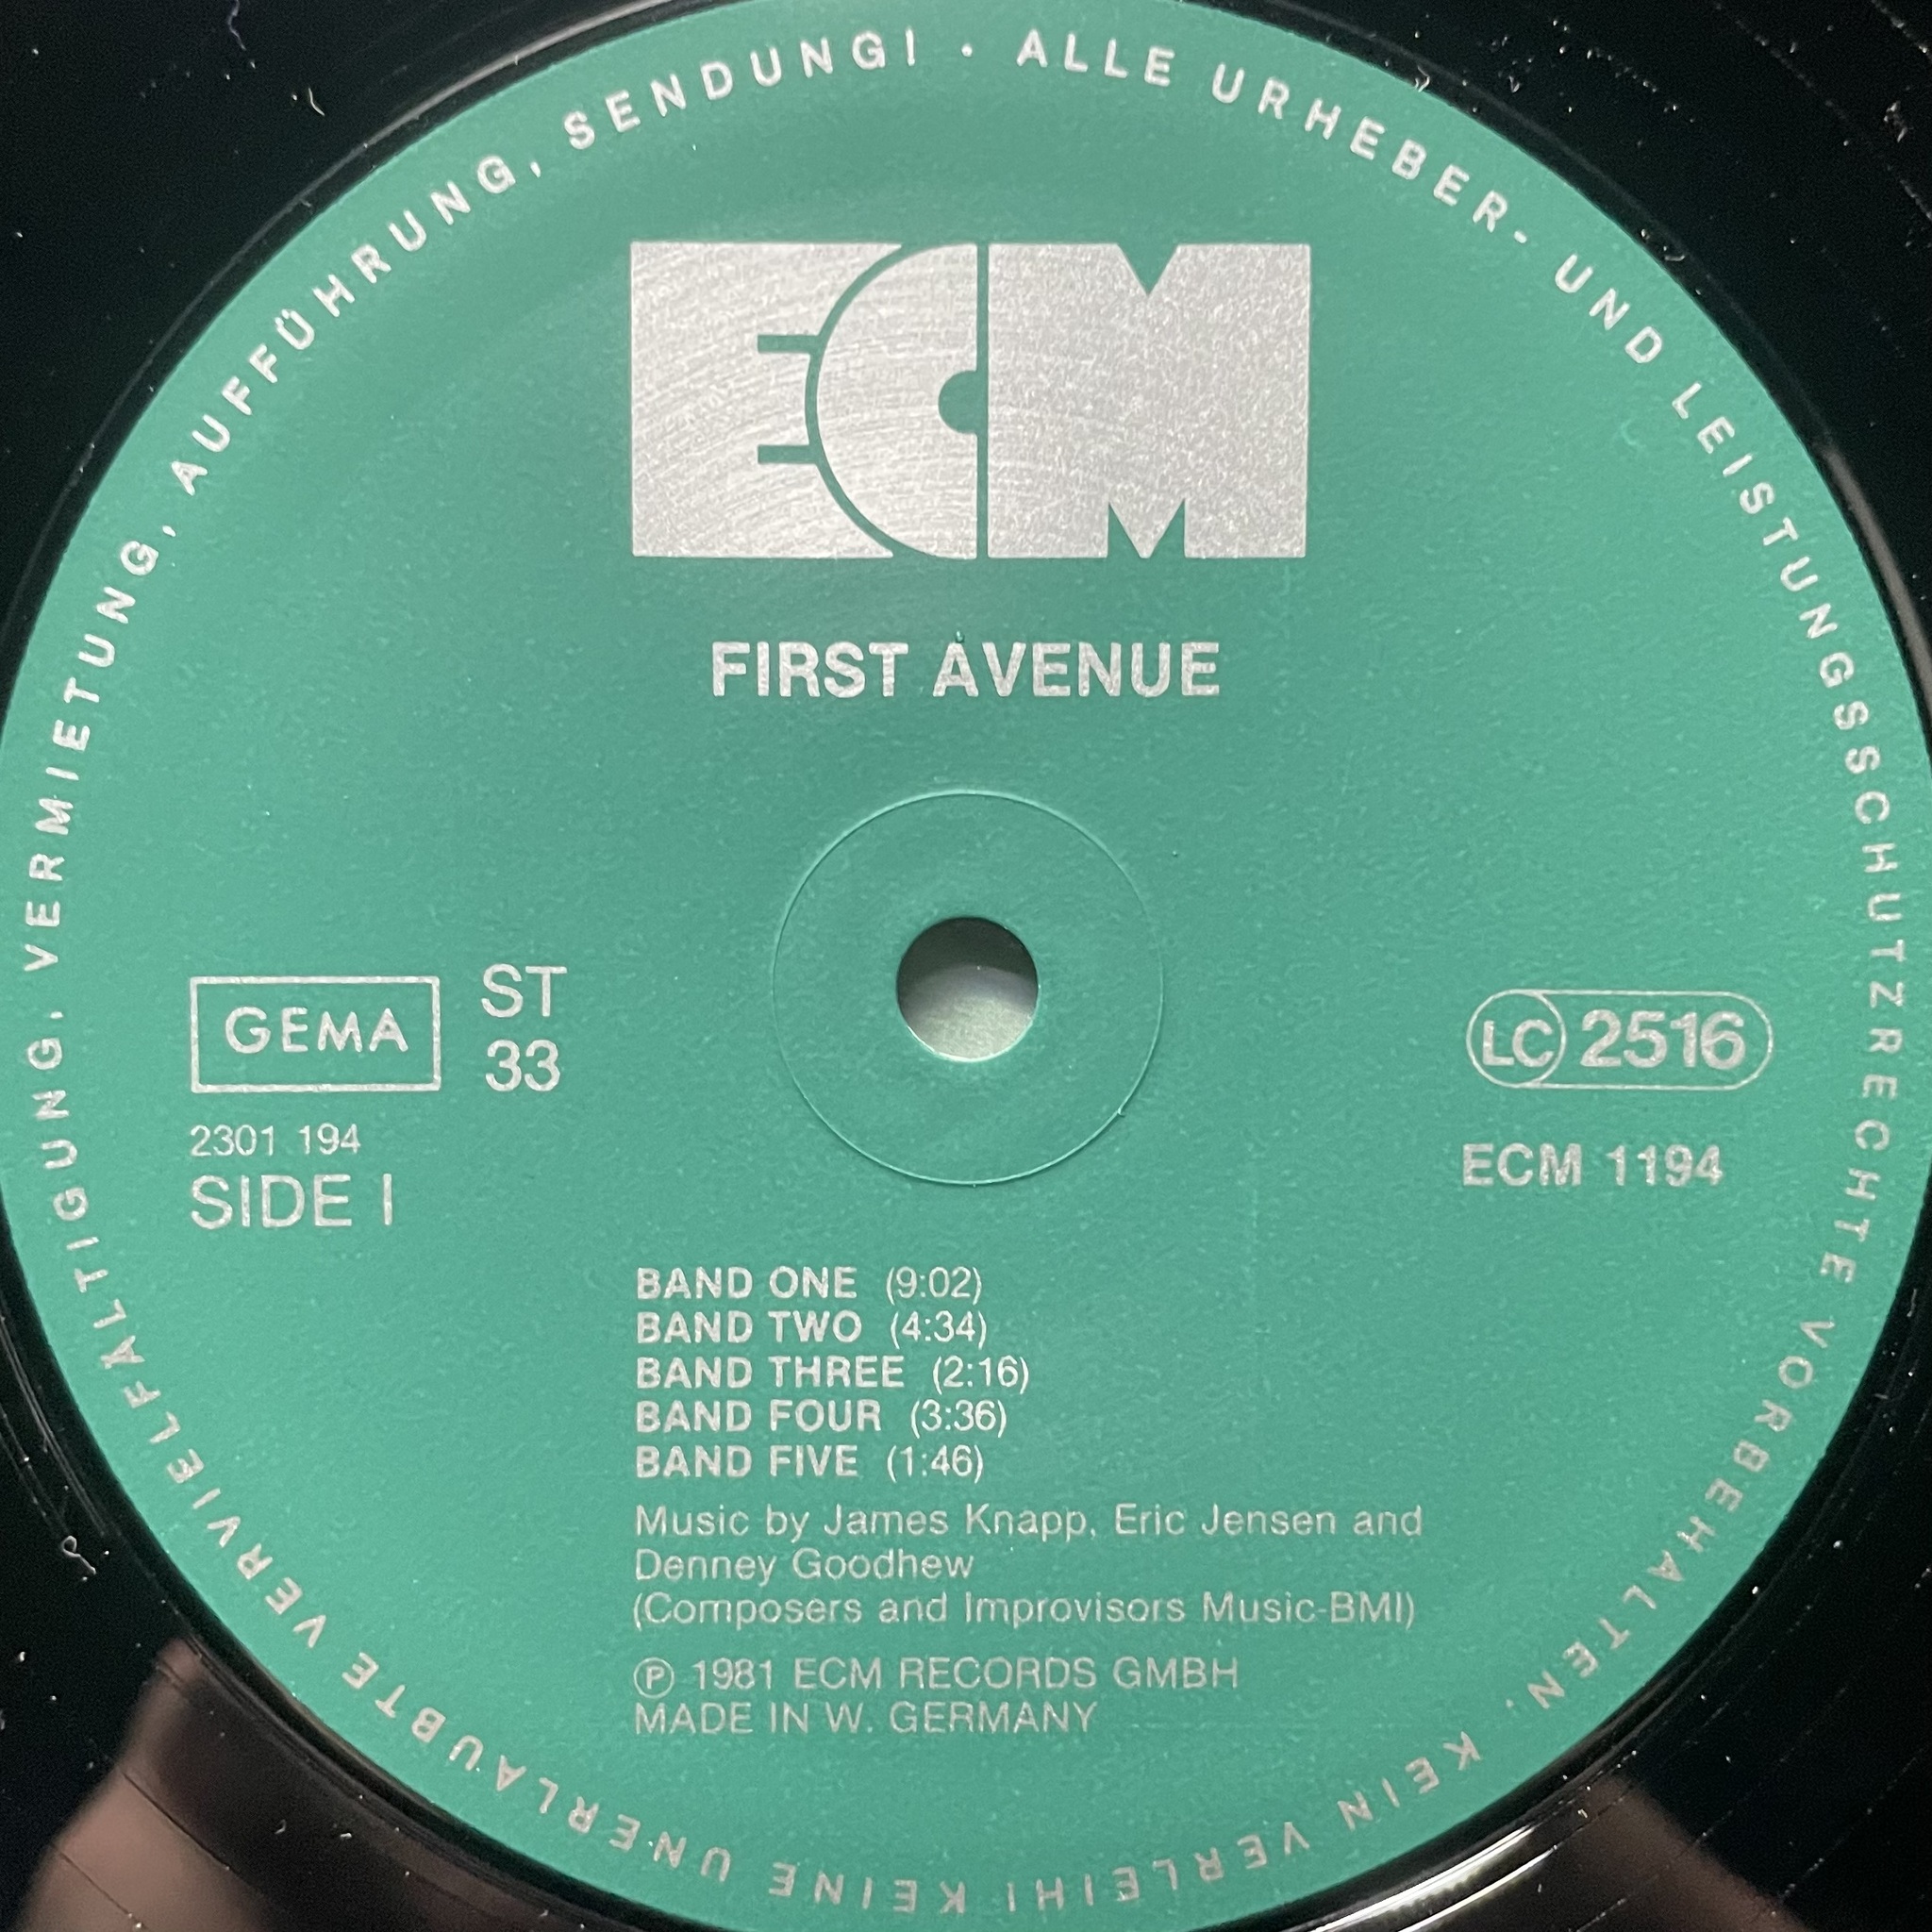 ALLE URHEBER- UND LEISTUNGSSCHUTZRECHTE VORBEHALTEN. KEIN VERLEIH! KEINE UNERLAUBTE VERVIELFÄLTIGUNG, VERMIETUNG, AUFFÜHRUNG, SENDUNG! •
ECM
FIRST AVENUE
GEMA
ST
33
LC 2516
2301 194
SIDE I
ECM 1194
BAND ONE (9:02)
BAND TWO (4:34)
BAND THREE (2:16)
BAND FOUR (3:36)
BAND FIVE (1:46)
Music by James Knapp, Eric Jensen and
Denney Goodhew
(Composers and Improvisors Music-BMI)
Ⓟ 1981 ECM RECORDS GMBH
MADE IN W. GERMANY